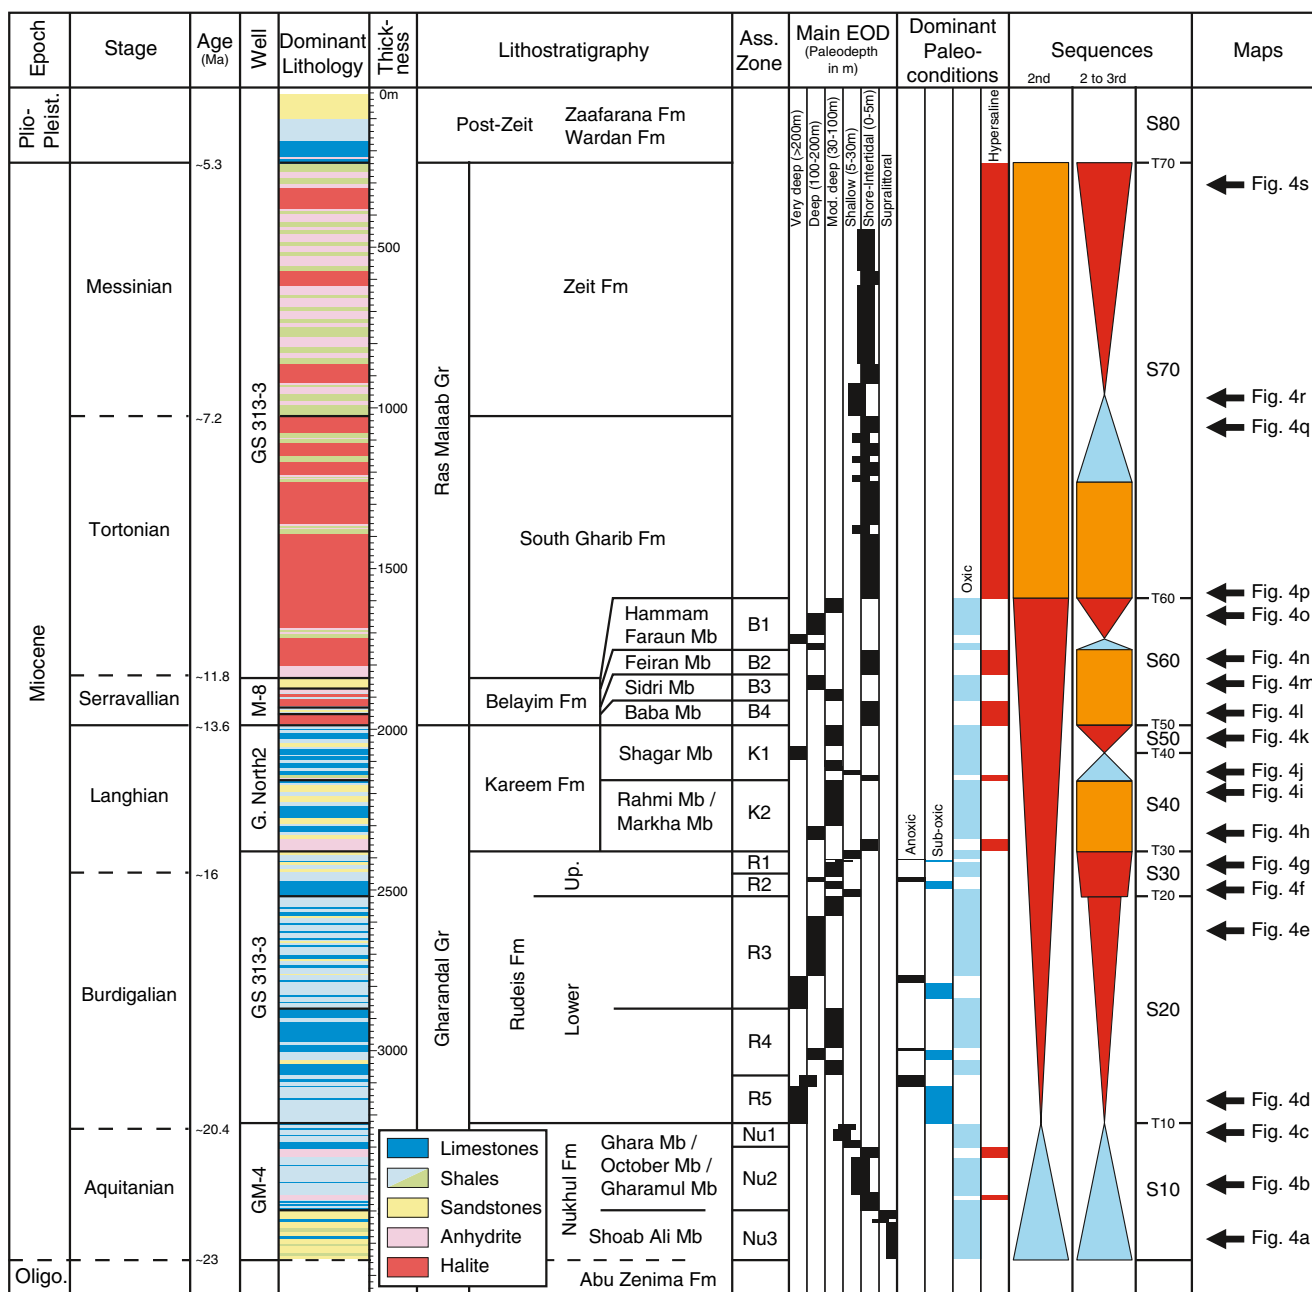 Epoch
Stage
Age
(Ma)
Well
Dominant
Lithology
Thick-
ness
Lithostratigraphy
Ass.
Zone
Main EOD
(Paleodepth
in m)
Dominant
Paleo-
conditions
Sequences
2nd
2 to 3rd
Maps
Plio-
Pleist.
Miocene
Oligo.
Messinian
Tortonian
Serravallian
Langhian
Burdigalian
Aquitanian
~5.3
~7.2
~11.8
~13.6
~16
~20.4
~23
GS 313-3
M-8
G. North2
GS 313-3
GM-4
0m
500
1000
1500
2000
2500
3000
Post-Zeit
Zaafarana Fm
Wardan Fm
Ras Malaab Gr
Zeit Fm
South Gharib Fm
Belayim Fm
Hammam
Faraun Mb
Feiran Mb
Sidri Mb
Baba Mb
Gharandal Gr
Kareem Fm
Shagar Mb
Rahmi Mb /
Markha Mb
Rudeis Fm
Up.
Lower
Nukhul Fm
Ghara Mb /
October Mb /
Gharamul Mb
Shoab Ali Mb
Abu Zenima Fm
B1
B2
B3
B4
K1
K2
R1
R2
R3
R4
R5
Nu1
Nu2
Nu3
Very deep (>200m)
Deep (100-200m)
Mod. deep (30-100m)
Shallow (5-30m)
Shore-Intertidal (0-5m)
Supralittoral
Anoxic
Sub-oxic
Oxic
Hypersaline
S80
T70
S70
T60
S60
T50
S50
T40
S40
T30
S30
T20
S20
T10
S10
Fig. 4s
Fig. 4r
Fig. 4q
Fig. 4p
Fig. 4o
Fig. 4n
Fig. 4m
Fig. 4l
Fig. 4k
Fig. 4j
Fig. 4i
Fig. 4h
Fig. 4g
Fig. 4f
Fig. 4e
Fig. 4d
Fig. 4c
Fig. 4b
Fig. 4a
Limestones
Shales
Sandstones
Anhydrite
Halite